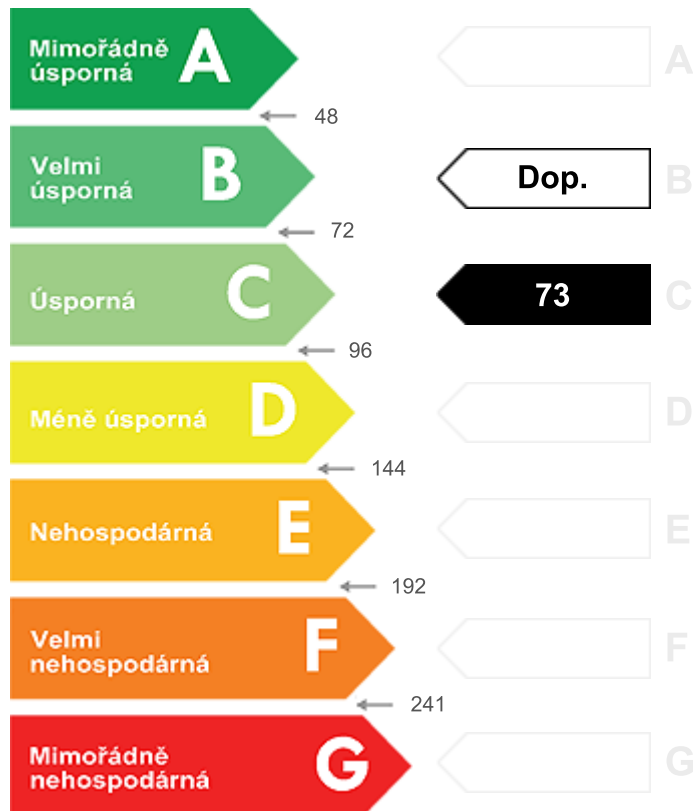 Mimořádně
úsporná
A
A
48
Velmi
úsporná
B
Dop.
B
72
Úsporná
C
73
C
96
Méně úsporná
D
D
144
Nehospodárná
E
E
192
Velmi
nehospodárná
F
F
241
Mimořádně
nehospodárná
G
G